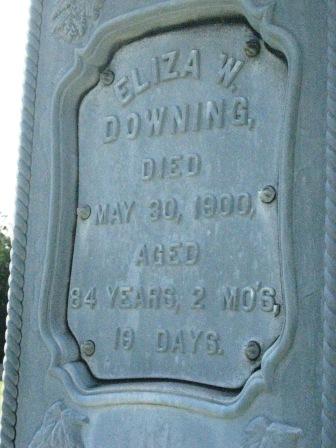 ELIZA W.
DOWNING,
DIED
MAY 30, 1900,
AGED
84 YEARS, 2 MO'S,
19 DAYS.